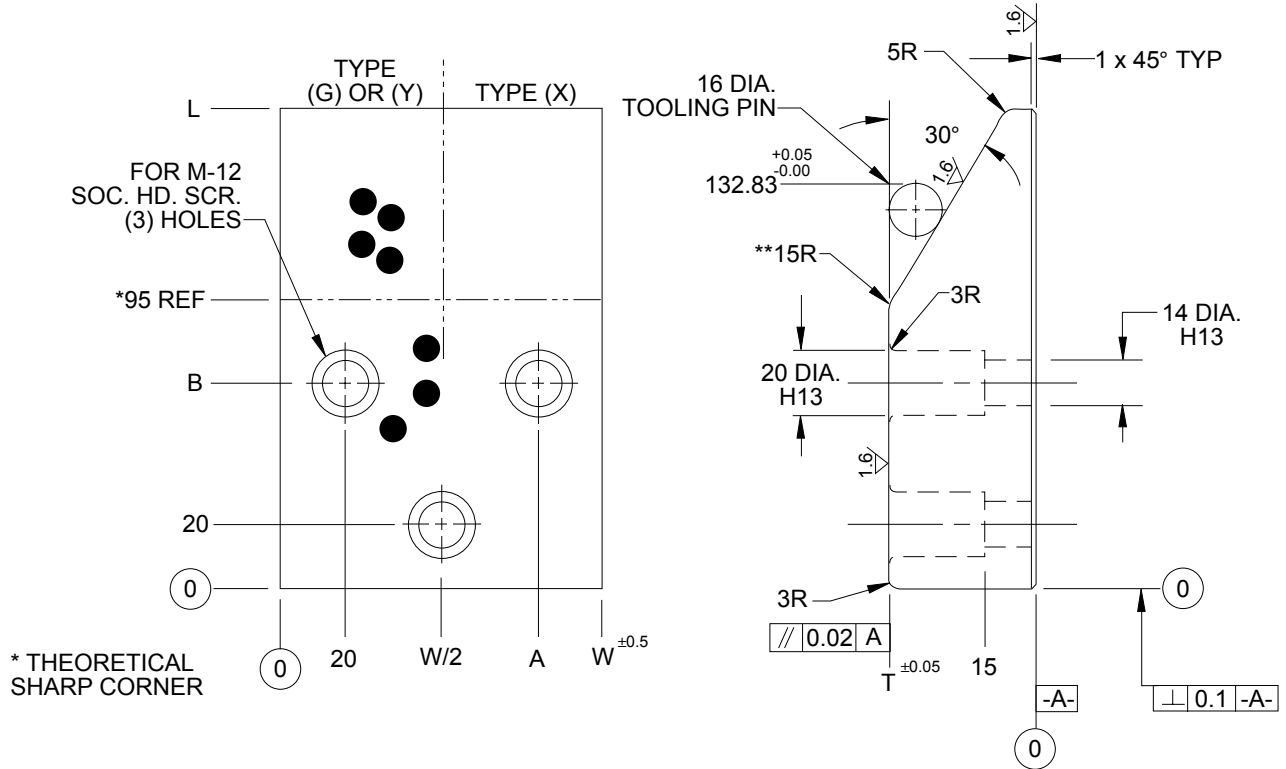 TYPE
(G) OR (Y)
TYPE (X)
L
FOR M-12
SOC. HD. SCR.
(3) HOLES
*95 REF
B
20
0
0
20
W/2
A
W ±0.5
* THEORETICAL
SHARP CORNER
1.6
5R
1 x 45° TYP
16 DIA.
TOOLING PIN
30°
1.6
+0.05
-0.00
132.83
**15R
3R
14 DIA.
H13
20 DIA.
H13
1.6
3R
0
// 0.02 A
T ±0.05
15
-A-
⊥ 0.1 -A-
0